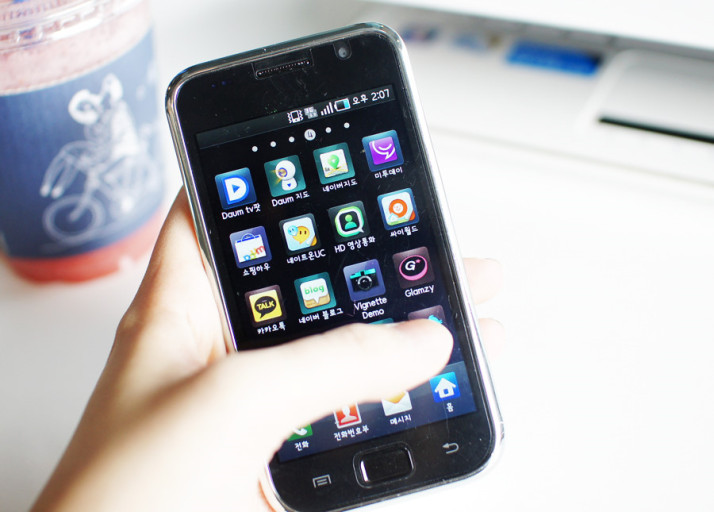 오후 2:07
4
Daum tv팟
Daum 지도
네이버지도
미투데이
쇼핑하우
네이트온UC
HD 영상통화
싸이월드
TALK
카카오톡
blog
네이버 블로그
Vignette
Demo
G
Glamzy
전화
전화번호부
메시지
홈